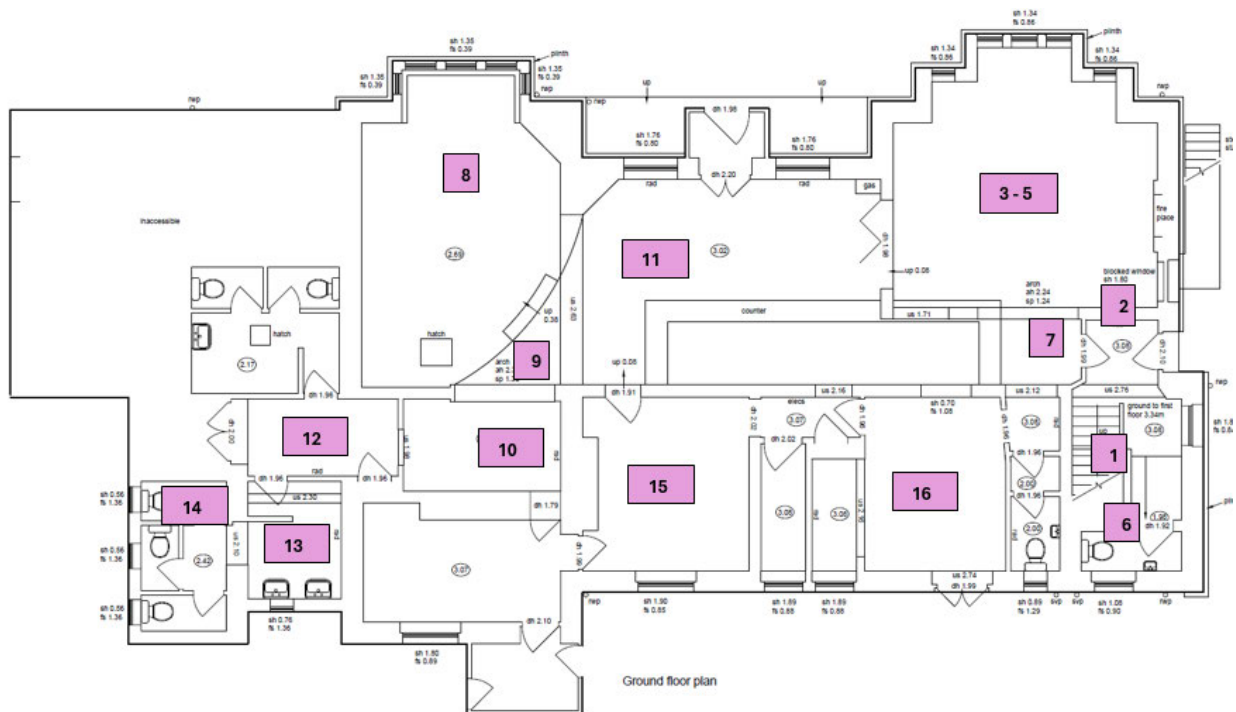 sh 1.35
fs 0.39
plinth
sh 1.35
fs 0.39
sh 1.35
fs 0.39
rwp
rwp
up
up
rwp
dh 1.98
sh 1.76
fs 0.80
sh 1.76
fs 0.80
sh 1.34
fs 0.86
plinth
sh 1.34
fs 0.86
sh 1.34
fs 0.86
rwp
8
rad
dh 2.20
rad
gas
3 - 5
fire
place
inaccessible
2.69
11
3.02
dh 1.98
up 0.08
blocked window
sh 1.80
us 2.63
up
0.38
counter
arch
ah 2.24
sp 1.24
2
us 1.71
7
3.06
dh 1.99
dh 2.10
hatch
hatch
2.17
9
arch
up 0.08
dh 1.96
dh 1.91
us 2.16
sh 0.70
fs 1.08
us 2.12
us 2.76
rwp
dh 2.00
12
us 1.98
10
rad
dh 2.02
elecs
3.07
dh 2.02
dh 1.96
dh 1.96
3.06
rad
dh 1.96
ground to first
floor 3.34m
3.06
up
1
rad
dh 1.96
dh 1.96
us 2.30
sh 0.56
fs 1.36
14
13
rad
dh 1.79
15
3.06
rad
3.06
16
2.00
dh 1.96
6
dh 1.92
us 2.10
2.42
sh 0.56
fs 1.36
3.07
rad
2.00
us 2.74
dh 1.99
sh 0.56
fs 1.36
sh 0.76
fs 1.36
sh 1.80
fs 0.89
dh 2.10
rwp
sh 1.90
fs 0.85
sh 1.89
fs 0.88
sh 1.89
fs 0.88
sh 0.89
fs 1.29
svp
svp
sh 1.08
fs 0.90
rwp
Ground floor plan